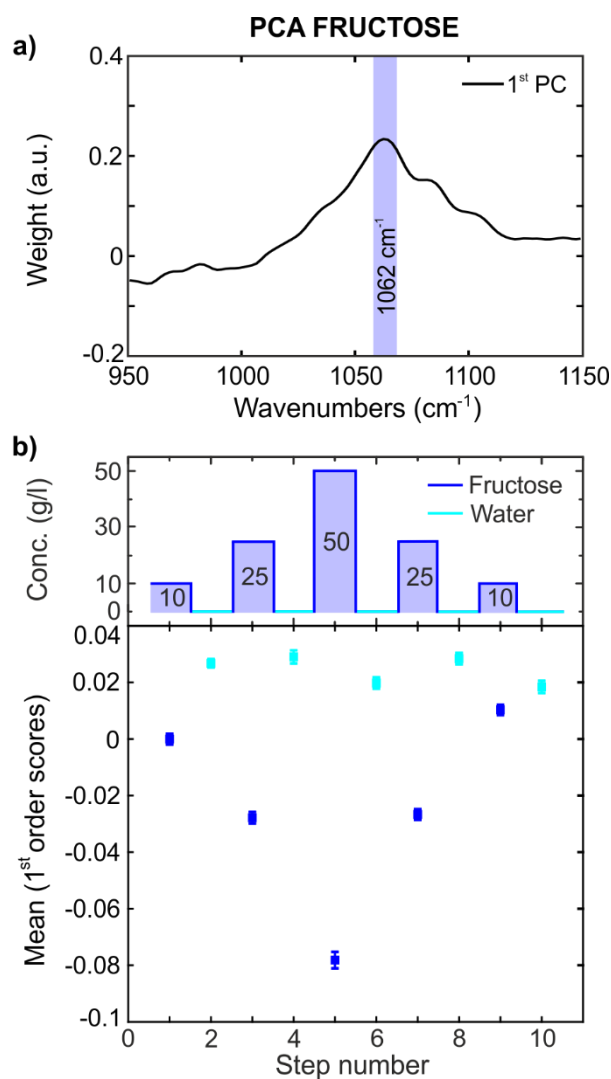 PCA FRUCTOSE
a)
0.4
1st PC
0.2
0
-0.2
Weight (a.u.)
1062 cm-1
950 1000 1050 1100 1150
Wavenumbers (cm-1)
b)
50
30
10
0
Conc. (g/l)
Fructose
Water
10 25 50 25 10
0.04
0.02
0
-0.02
-0.04
-0.06
-0.08
-0.1
Mean (1st order scores)
0 2 4 6 8 10
Step number